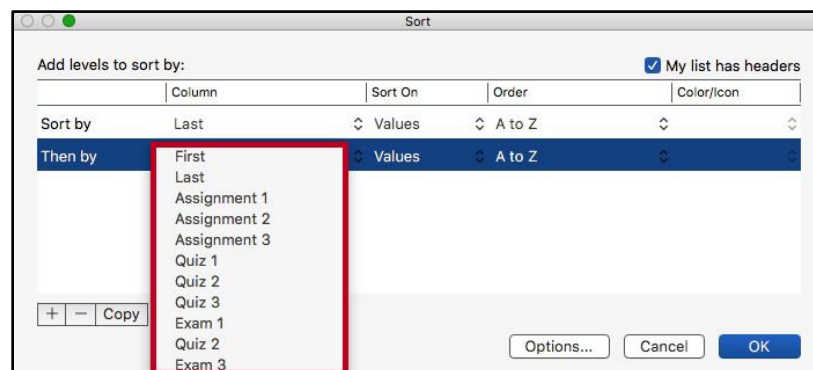 Sort
Add levels to sort by: My list has headers
Column Sort On Order Color/Icon
Sort by Last Values A to Z
Then by First Values A to Z
Last
Assignment 1
Assignment 2
Assignment 3
Quiz 1
Quiz 2
Quiz 3
+ − Copy
Exam 1
Quiz 2
Options... Cancel OK
Exam 3